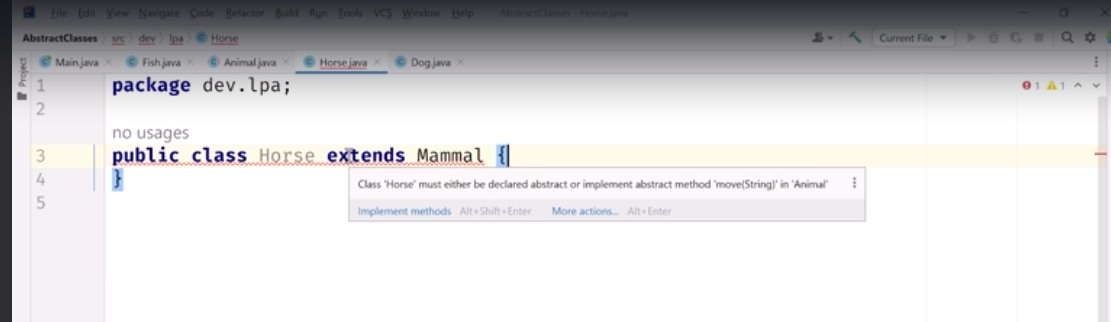 File Edit View Navigate Code Refactor Build Run Tools VCS Window Help AbstractClasses - Horse.java
AbstractClasses src dev lpa Horse Current File
Main.java Fish.java Animal.java Horse.java Dog.java
Project
1 1
1 package dev.lpa;
2
no usages
3 public class Horse extends Mammal {
4 }
5
Class 'Horse' must either be declared abstract or implement abstract method 'move(String)' in 'Animal'
Implement methods Alt+Shift+Enter More actions... Alt+Enter